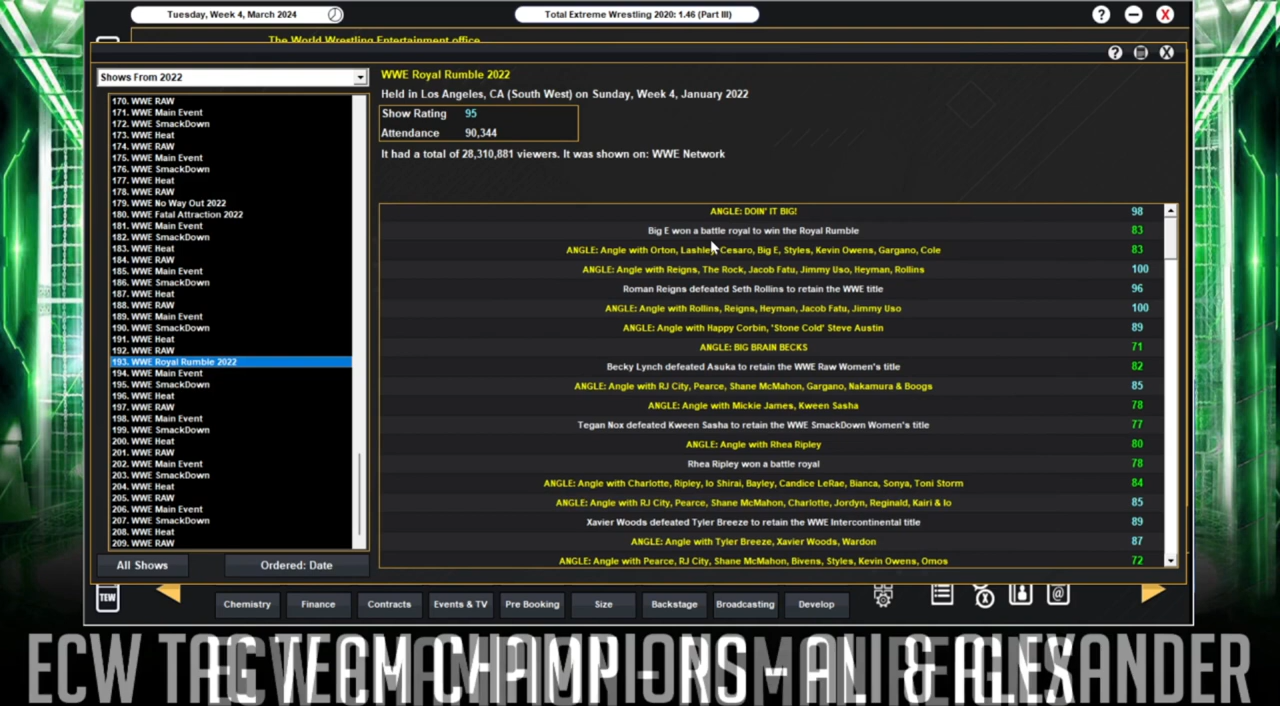 Tuesday, Week 4, March 2024
Total Extreme Wrestling 2020: 1.46 (Part III)
The World Wrestling Entertainment office
Shows From 2022
170. WWE RAW
171. WWE Main Event
172. WWE SmackDown
173. WWE Heat
174. WWE RAW
175. WWE Main Event
176. WWE SmackDown
177. WWE Heat
178. WWE RAW
179. WWE No Way Out 2022
180. WWE Fatal Attraction 2022
181. WWE Main Event
182. WWE SmackDown
183. WWE Heat
184. WWE RAW
185. WWE Main Event
186. WWE SmackDown
187. WWE Heat
188. WWE RAW
189. WWE Main Event
190. WWE SmackDown
191. WWE Heat
192. WWE RAW
193. WWE Royal Rumble 2022
194. WWE Main Event
195. WWE SmackDown
196. WWE Heat
197. WWE RAW
198. WWE Main Event
199. WWE SmackDown
200. WWE Heat
201. WWE RAW
202. WWE Main Event
203. WWE SmackDown
204. WWE Heat
205. WWE RAW
206. WWE Main Event
207. WWE SmackDown
208. WWE Heat
209. WWE RAW
All Shows
Ordered: Date
WWE Royal Rumble 2022
Held in Los Angeles, CA (South West) on Sunday, Week 4, January 2022
Show Rating 95
Attendance 90,344
It had a total of 28,310,881 viewers. It was shown on: WWE Network
ANGLE: DOIN' IT BIG! 98
Big E won a battle royal to win the Royal Rumble 83
ANGLE: Angle with Orton, Lashley, Cesaro, Big E, Styles, Kevin Owens, Gargano, Cole 83
ANGLE: Angle with Reigns, The Rock, Jacob Fatu, Jimmy Uso, Heyman, Rollins 100
Roman Reigns defeated Seth Rollins to retain the WWE title 96
ANGLE: Angle with Rollins, Reigns, Heyman, Jacob Fatu, Jimmy Uso 100
ANGLE: Angle with Happy Corbin, 'Stone Cold' Steve Austin 89
ANGLE: BIG BRAIN BECKS 71
Becky Lynch defeated Asuka to retain the WWE Raw Women's title 82
ANGLE: Angle with RJ City, Pearce, Shane McMahon, Gargano, Nakamura & Boogs 85
ANGLE: Angle with Mickie James, Kween Sasha 78
Tegan Nox defeated Kween Sasha to retain the WWE SmackDown Women's title 77
ANGLE: Angle with Rhea Ripley 80
Rhea Ripley won a battle royal 78
ANGLE: Angle with Charlotte, Ripley, Io Shirai, Bayley, Candice LeRae, Bianca, Sonya, Toni Storm 84
ANGLE: Angle with RJ City, Pearce, Shane McMahon, Charlotte, Jordyn, Reginald, Kairi & Io 85
Xavier Woods defeated Tyler Breeze to retain the WWE Intercontinental title 89
ANGLE: Angle with Tyler Breeze, Xavier Woods, Wardon 87
ANGLE: Angle with Pearce, RJ City, Shane McMahon, Bivens, Styles, Kevin Owens, Omos 72
TEW
Chemistry
Finance
Contracts
Events & TV
Pre Booking
Size
Backstage
Broadcasting
Develop
ECW TAG TEAM CHAMPIONS - ALI & ALEXANDER